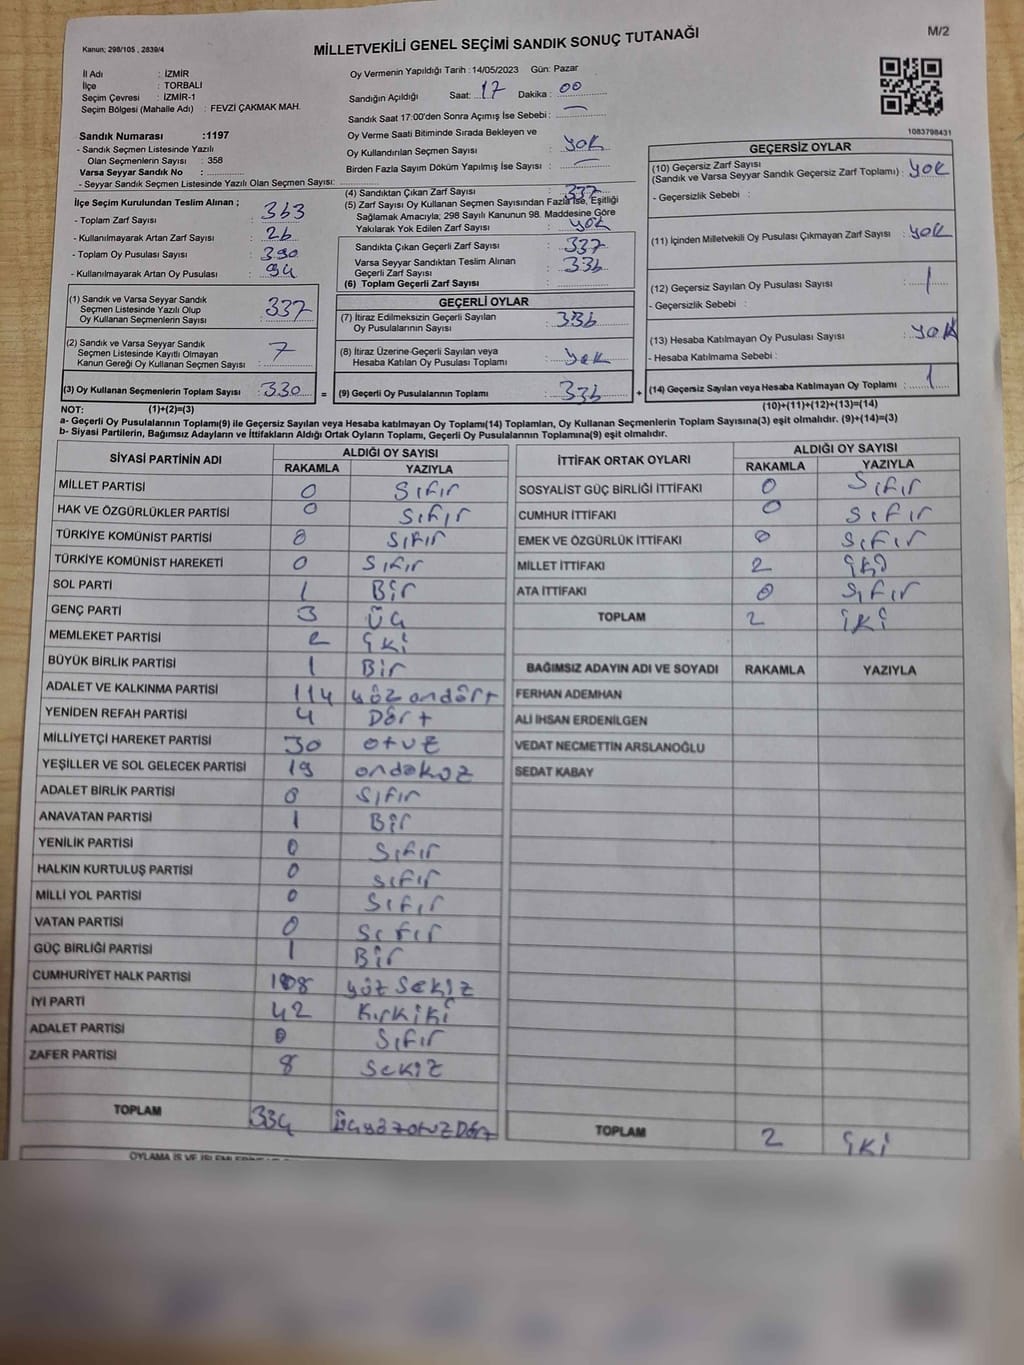 Kanun; 298/105 , 2839/4
MİLLETVEKİLİ GENEL SEÇİMİ SANDIK SONUÇ TUTANAĞI
M/2
İl Adı : İZMİR
İlçe : TORBALI
Seçim Çevresi : İZMİR-1
Seçim Bölgesi (Mahalle Adı) : FEVZİ ÇAKMAK MAH.
Sandık Numarası :1197
- Sandık Seçmen Listesinde Yazılı
Olan Seçmenlerin Sayısı : 358
Varsa Seyyar Sandık No :
- Seyyar Sandık Seçmen Listesinde Yazılı Olan Seçmen Sayısı:
Oy Vermenin Yapıldığı Tarih :14/05/2023 Gün: Pazar
Sandığın Açıldığı Saat: 17 Dakika : 00
Sandık Saat 17:00'den Sonra Açımış İse Sebebi : —
Oy Verme Saati Bitiminde Sırada Bekleyen ve
Oy Kullandırılan Seçmen Sayısı : yok
Birden Fazla Sayım Döküm Yapılmış İse Sayısı : —
1083798431
İlçe Seçim Kurulundan Teslim Alınan ;
- Toplam Zarf Sayısı : 363
- Kullanılmayarak Artan Zarf Sayısı : 26
- Toplam Oy Pusulası Sayısı : 390
- Kullanılmayarak Artan Oy Pusulası : 54
(4) Sandıktan Çıkan Zarf Sayısı : 337
(5) Zarf Sayısı Oy Kullanan Seçmen Sayısından Fazla İse, Eşitliği
Sağlamak Amacıyla; 298 Sayılı Kanunun 98. Maddesine Göre
Yakılarak Yok Edilen Zarf Sayısı : yok
Sandıkta Çıkan Geçerli Zarf Sayısı : 337
Varsa Seyyar Sandıktan Teslim Alınan
Geçerli Zarf Sayısı : 336
(6) Toplam Geçerli Zarf Sayısı :
GEÇERSİZ OYLAR
(10) Geçersiz Zarf Sayısı
(Sandık ve Varsa Seyyar Sandık Geçersiz Zarf Toplamı) : yok
- Geçersizlik Sebebi :
(11) İçinden Milletvekili Oy Pusulası Çıkmayan Zarf Sayısı : yok
(12) Geçersiz Sayılan Oy Pusulası Sayısı : 1
- Geçersizlik Sebebi :
(13) Hesaba Katılmayan Oy Pusulası Sayısı : yok
- Hesaba Katılmama Sebebi :
(14) Geçersiz Sayılan veya Hesaba Katılmayan Oy Toplamı : 1
(10)+(11)+(12)+(13)=(14)
(1) Sandık ve Varsa Seyyar Sandık
Seçmen Listesinde Yazılı Olup
Oy Kullanan Seçmenlerin Sayısı : 337
(2) Sandık ve Varsa Seyyar Sandık
Seçmen Listesinde Kayıtlı Olmayan
Kanun Gereği Oy Kullanan Seçmen Sayısı : 7
(3) Oy Kullanan Seçmenlerin Toplam Sayısı : 330 =
(1)+(2)=(3)
GEÇERLİ OYLAR
(7) İtiraz Edilmeksizin Geçerli Sayılan
Oy Pusulalarının Sayısı : 336
(8) İtiraz Üzerine Geçerli Sayılan veya
Hesaba Katılan Oy Pusulası Toplamı : yok
(9) Geçerli Oy Pusulalarının Toplamı : 336 +
NOT:
a- Geçerli Oy Pusulalarının Toplamı(9) ile Geçersiz Sayılan veya Hesaba katılmayan Oy Toplamı(14) Toplamları, Oy Kullanan Seçmenlerin Toplam Sayısına(3) eşit olmalıdır. (9)+(14)=(3)
b- Siyasi Partilerin, Bağımsız Adayların ve İttifakların Aldığı Ortak Oyların Toplamı, Geçerli Oy Pusulalarının Toplamına(9) eşit olmalıdır.
SİYASİ PARTİNİN ADI ALDIĞI OY SAYISI
RAKAMLA YAZIYLA
MİLLET PARTİSİ 0 Sıfır
HAK VE ÖZGÜRLÜKLER PARTİSİ 0 Sıfır
TÜRKİYE KOMÜNİST PARTİSİ 0 Sıfır
TÜRKİYE KOMÜNİST HAREKETİ 0 Sıfır
SOL PARTİ 1 Bir
GENÇ PARTİ 3 Üç
MEMLEKET PARTİSİ 2 iki
BÜYÜK BİRLİK PARTİSİ 1 Bir
ADALET VE KALKINMA PARTİSİ 114 yüz ondört
YENİDEN REFAH PARTİSİ 4 Dört
MİLLİYETÇİ HAREKET PARTİSİ 30 otuz
YEŞİLLER VE SOL GELECEK PARTİSİ 19 ondokuz
ADALET BİRLİK PARTİSİ 0 Sıfır
ANAVATAN PARTİSİ 1 Bir
YENİLİK PARTİSİ 0 Sıfır
HALKIN KURTULUŞ PARTİSİ 0 Sıfır
MİLLİ YOL PARTİSİ 0 Sıfır
VATAN PARTİSİ 0 Sıfır
GÜÇ BİRLİĞİ PARTİSİ 1 Bir
CUMHURİYET HALK PARTİSİ 108 yüz Sekiz
İYİ PARTİ 42 Kırkiki
ADALET PARTİSİ 0 Sıfır
ZAFER PARTİSİ 8 Sekiz
TOPLAM 334 ÜçyüzotuzDört
İTTİFAK ORTAK OYLARI ALDIĞI OY SAYISI
RAKAMLA YAZIYLA
SOSYALİST GÜÇ BİRLİĞİ İTTİFAKI 0 Sıfır
CUMHUR İTTİFAKI 0 Sıfır
EMEK VE ÖZGÜRLÜK İTTİFAKI 0 Sıfır
MİLLET İTTİFAKI 2 iki
ATA İTTİFAKI 0 Sıfır
TOPLAM 2 iki
BAĞIMSIZ ADAYIN ADI VE SOYADI RAKAMLA YAZIYLA
FERHAN ADEMHAN
ALİ İHSAN ERDENİLGEN
VEDAT NECMETTİN ARSLANOĞLU
SEDAT KABAY
TOPLAM 2 iki